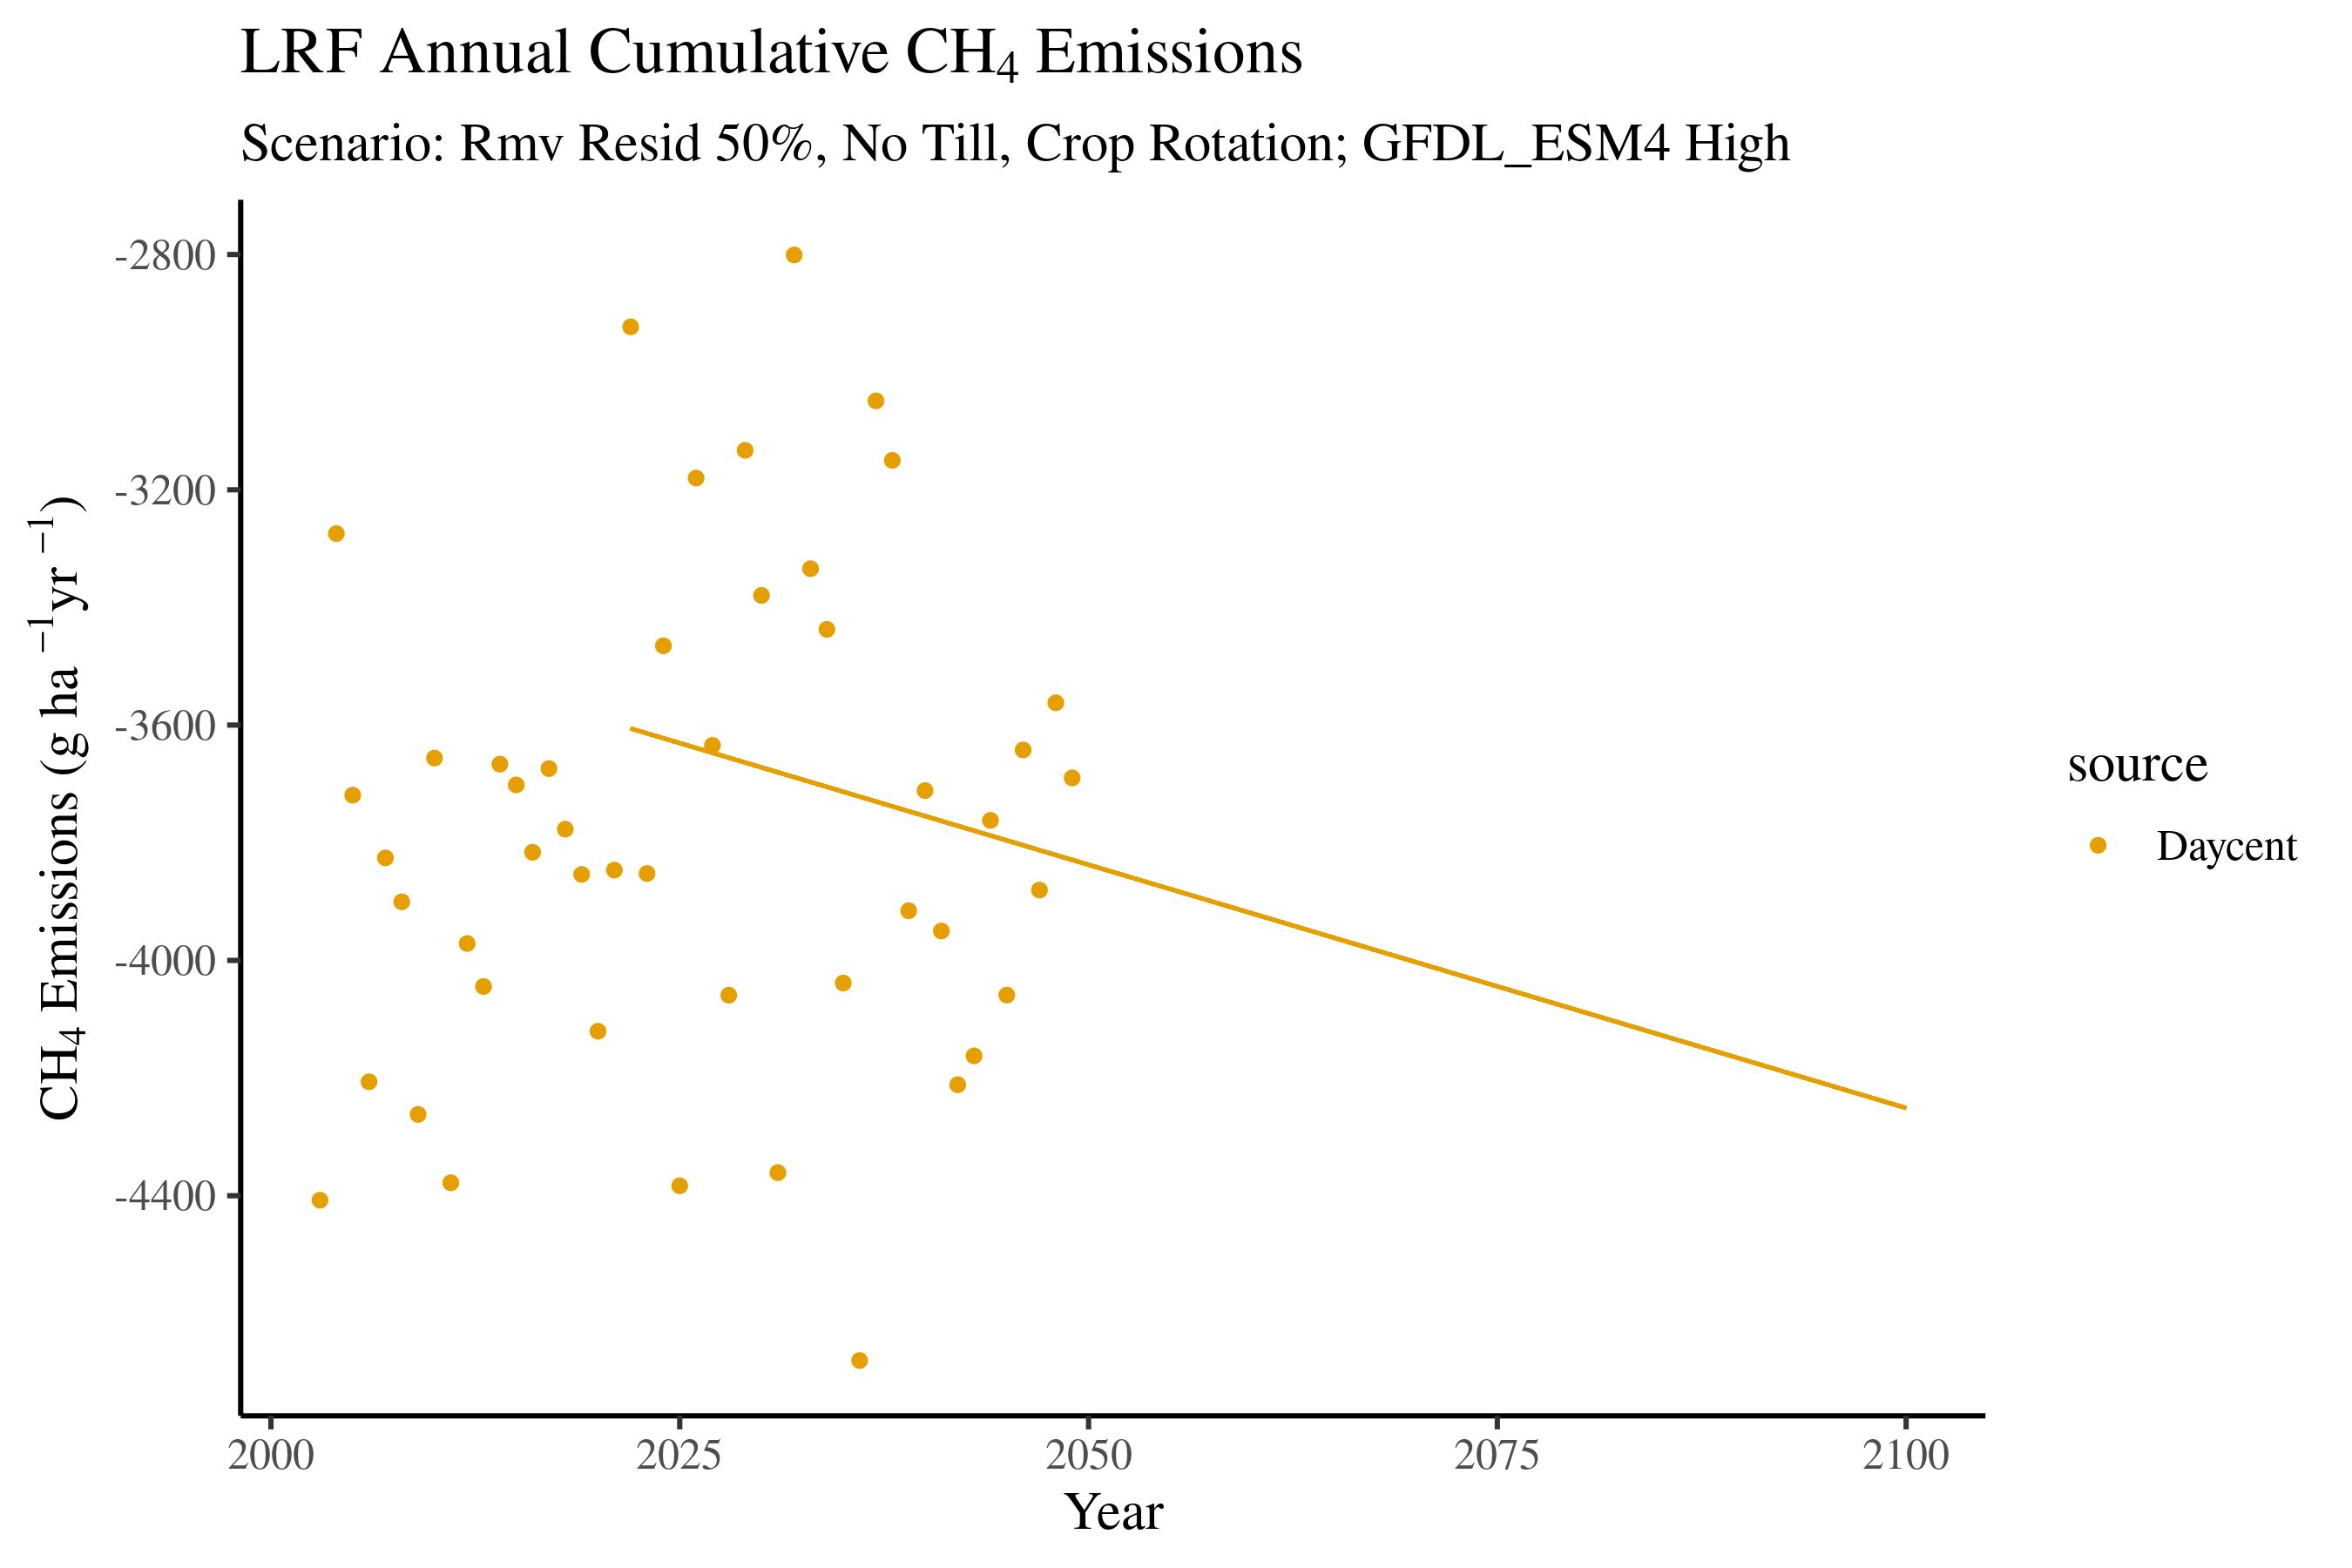 LRF Annual Cumulative CH₄ Emissions
Scenario: Rmv Resid 50%, No Till, Crop Rotation; GFDL_ESM4 High
CH₄ Emissions (g ha ⁻¹yr ⁻¹)
-2800
-3200
-3600
-4000
-4400
2000
2025
2050
2075
2100
Year
source
Daycent